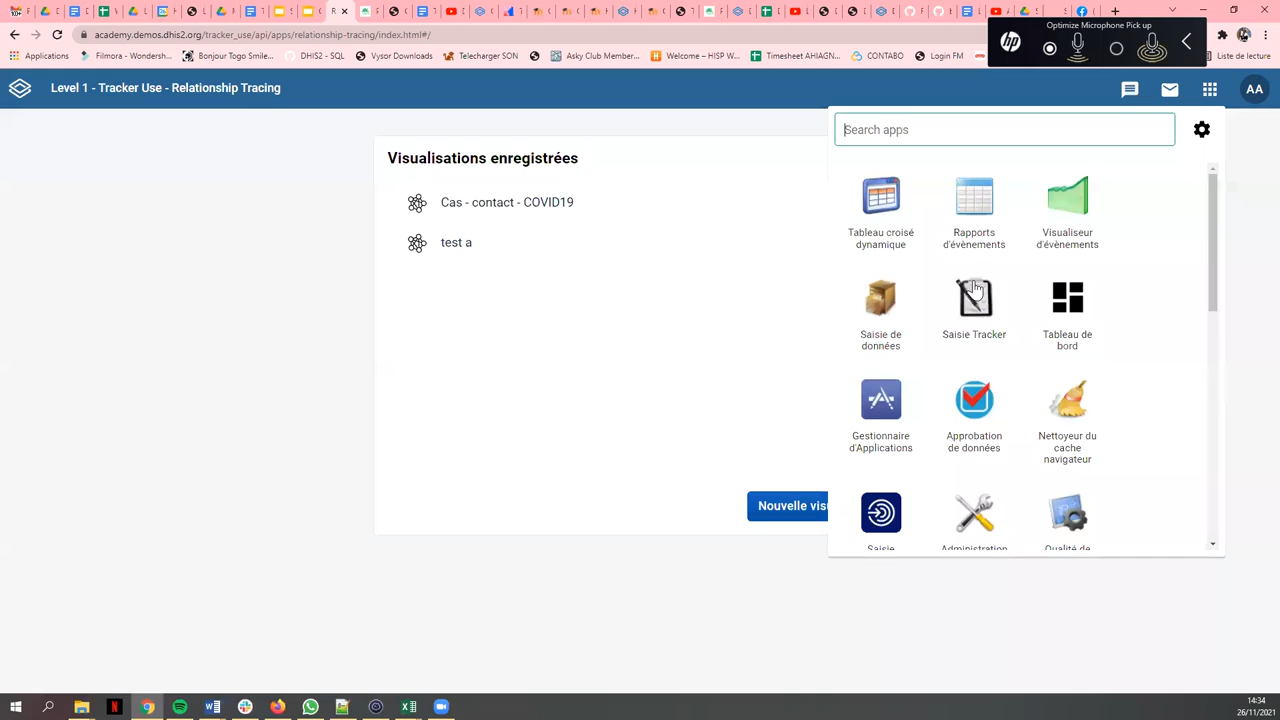 Optimize Microphone Pick up
academy.demos.dhis2.org/tracker_use/api/apps/relationship-tra
Applications
Filmora - Wondersh...
Bonjour Togo Smile...
DHIS2 - SQL
Vysor Downloads
Telecharger SON
Asky Club Member...
Welcome – HISP W...
Timesheet AHIAGN...
CONTABO
Login FM
Liste de lecture
hp
Level 1 - Tracker Use - Relationship Tracing
AA
Search apps
Visualisations enregistrées
Cas - contact - COVID19
test a
Nouvelle visu
Tableau croisé
dynamique
Rapports
d'évènements
Visualiseur
d'évènements
Saisie de
données
Saisie Tracker
Tableau de
bord
Gestionnaire
d'Applications
Approbation
de données
Nettoyeur du
cache
navigateur
Saisie
Administration
Qualité de
14:34
26/11/2021